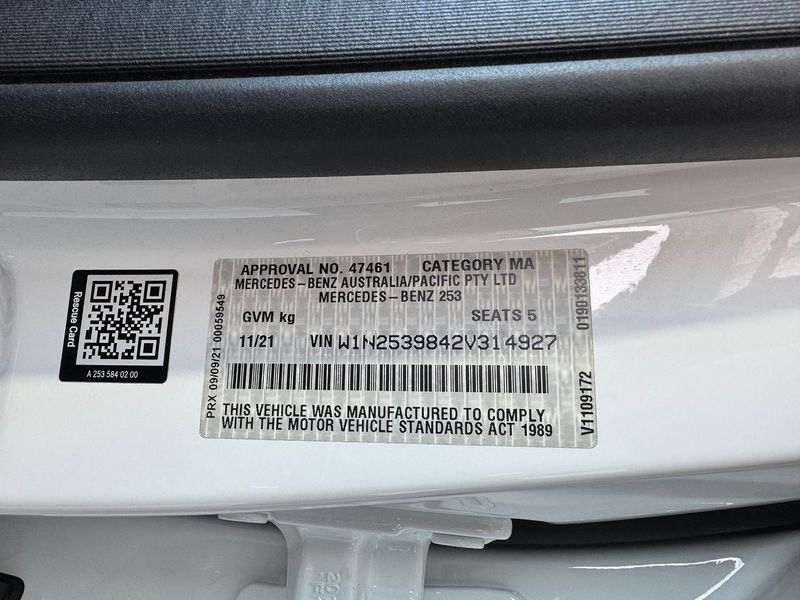 Rescue Card
A 253 584 02 00
APPROVAL NO. 47461 CATEGORY MA
MERCEDES-BENZ AUSTRALIA/PACIFIC PTY LTD
MERCEDES-BENZ 253
GVM kg SEATS 5
11/21 VIN W1N2539842V314927
THIS VEHICLE WAS MANUFACTURED TO COMPLY
WITH THE MOTOR VEHICLE STANDARDS ACT 1989
PRX 09/09/21 00059549
V1109172 0190133811